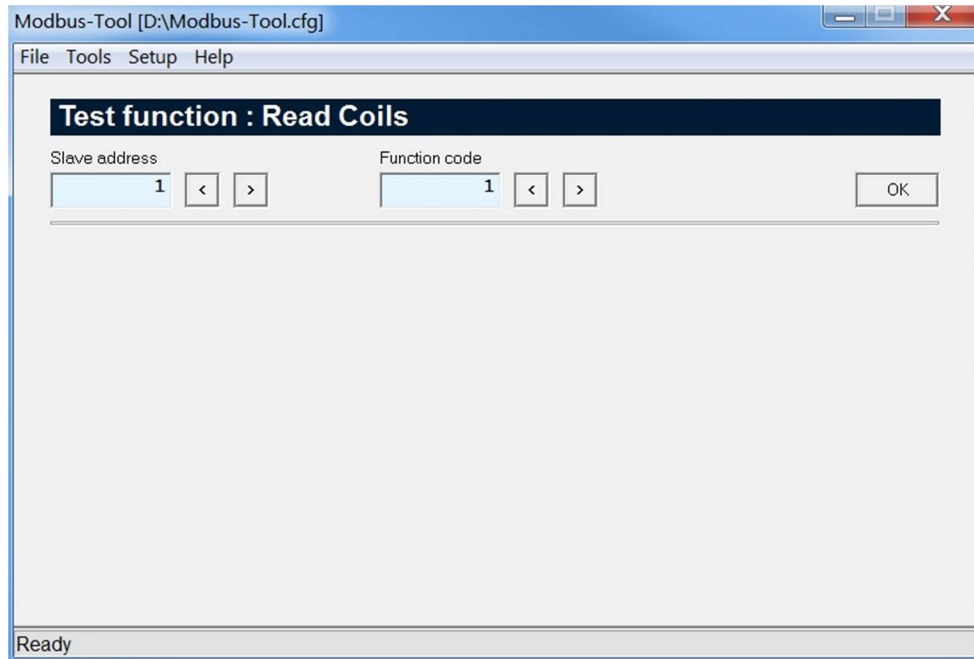 Modbus-Tool [D:\Modbus-Tool.cfg]
File Tools Setup Help
Test function : Read Coils
Slave address Function code
1 < > 1 < > OK
Ready